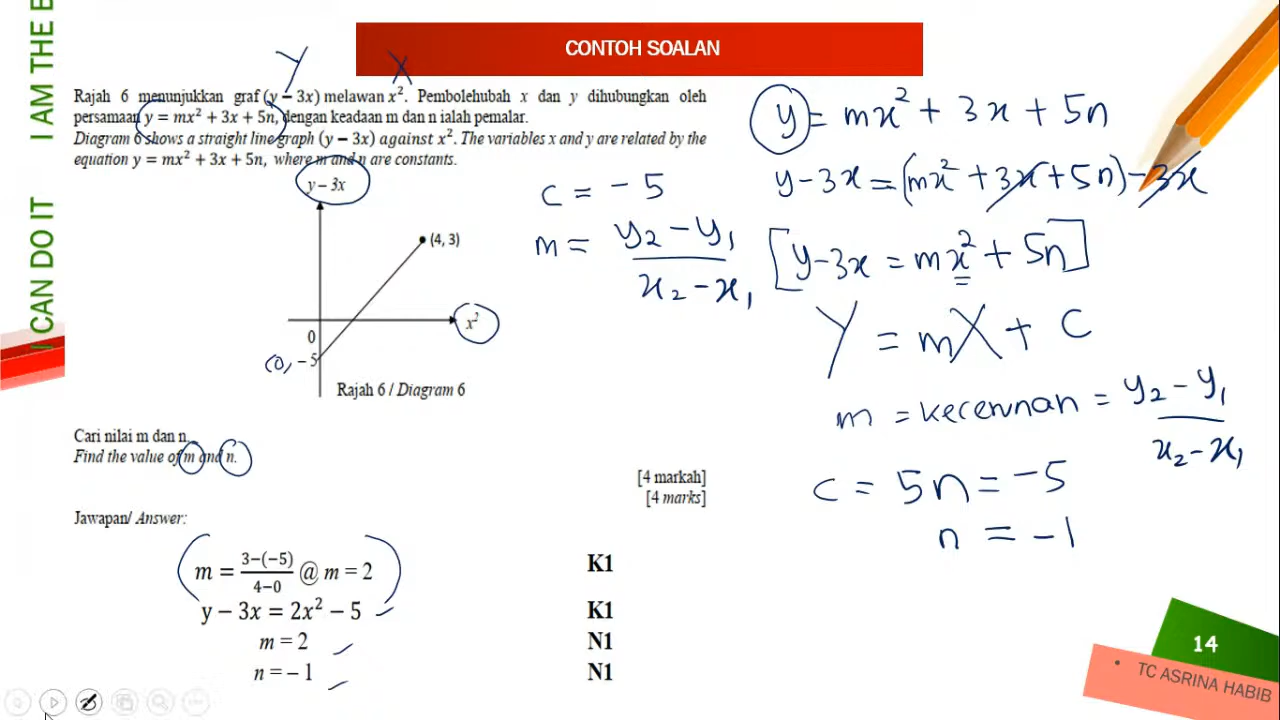 I CAN DO IT     I AM THE B
CONTOH SOALAN
Y X
Rajah 6 menunjukkan graf (y − 3x) melawan x². Pembolehubah x dan y dihubungkan oleh
persamaan y = mx² + 3x + 5n, dengan keadaan m dan n ialah pemalar.
Diagram 6 shows a straight line graph (y − 3x) against x². The variables x and y are related by the
equation y = mx² + 3x + 5n, where m and n are constants.
y − 3x
(4, 3)
x²
0
(0, −5
Rajah 6 / Diagram 6
c = −5
m = y₂ − y₁ / x₂ − x₁
y = mx² + 3x + 5n
y − 3x = (mx² + 3x + 5n) − 3x
[y − 3x = mx² + 5n]
Y = mX + C
m = kecerunan = y₂ − y₁ / x₂ − x₁
c = 5n = −5
n = −1
Cari nilai m dan n.
Find the value of m and n.
[4 markah]
[4 marks]
Jawapan/ Answer:
m = 3−(−5) / 4−0 @ m = 2 K1
y − 3x = 2x² − 5 K1
m = 2 N1
n = − 1 N1
14
• TC ASRINA HABIB